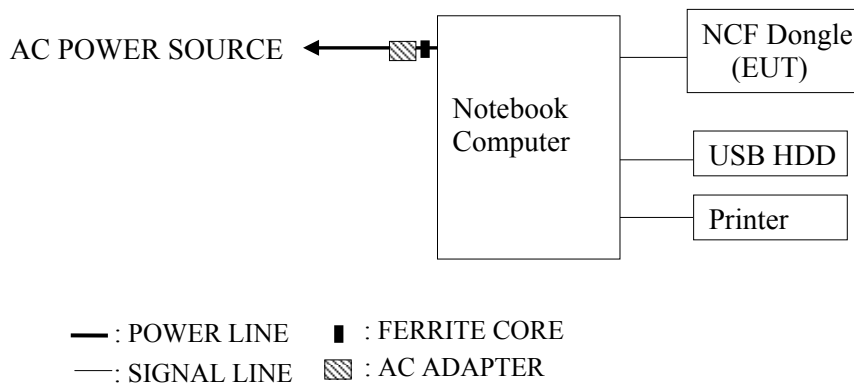 AC POWER SOURCE
Notebook
Computer
NCF Dongle
(EUT)
USB HDD
Printer
: POWER LINE
: FERRITE CORE
: SIGNAL LINE
: AC ADAPTER